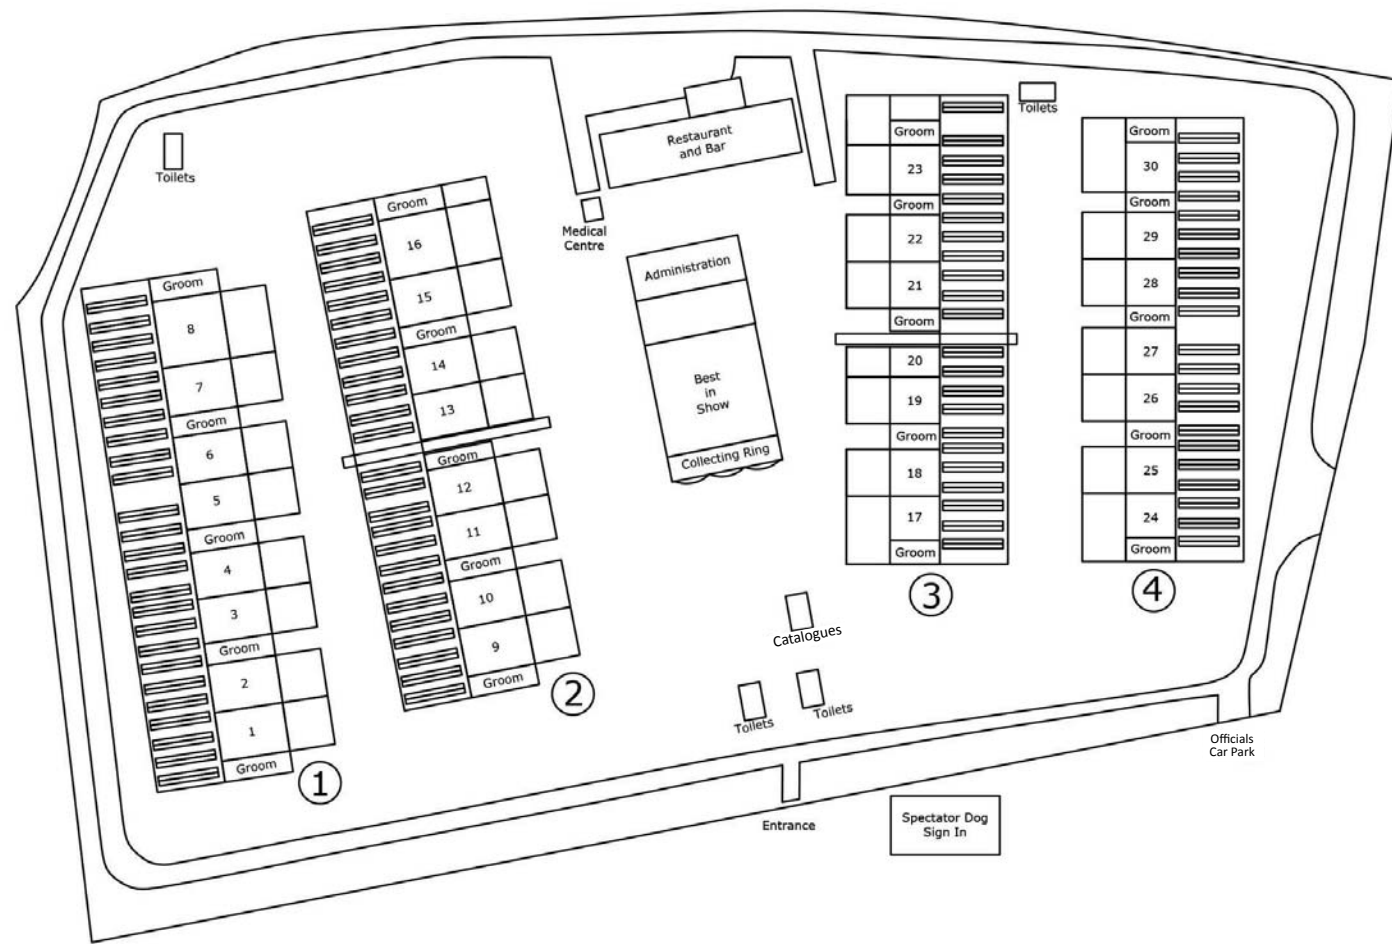 Toilets
Restaurant
and Bar
Toilets
Medical
Centre
Administration
Best
in
Show
Collecting Ring
Groom
8
7
Groom
6
5
Groom
4
3
Groom
2
1
Groom
1
Groom
16
15
Groom
14
13
Groom
12
11
Groom
10
9
Groom
2
Groom
23
Groom
22
21
Groom
20
19
Groom
18
17
Groom
3
Groom
30
Groom
29
28
Groom
27
26
Groom
25
24
Groom
4
Catalogues
Toilets
Toilets
Entrance
Spectator Dog
Sign In
Officials
Car Park